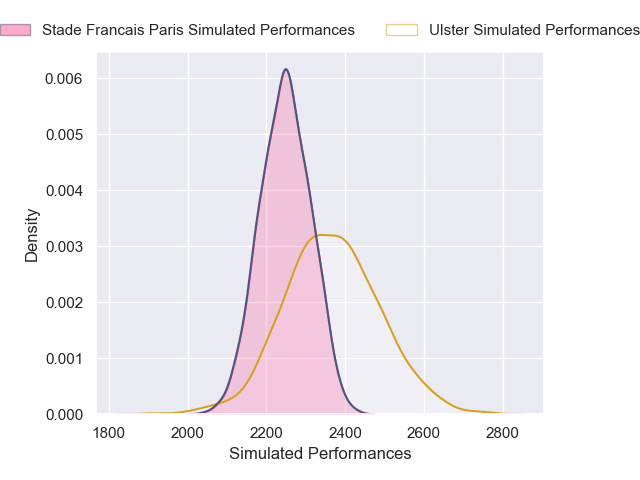 Stade Francais Paris Simulated Performances
Ulster Simulated Performances
0.006
0.005
0.004
0.003
0.002
0.001
0.000
Density
1800 2000 2200 2400 2600 2800
Simulated Performances